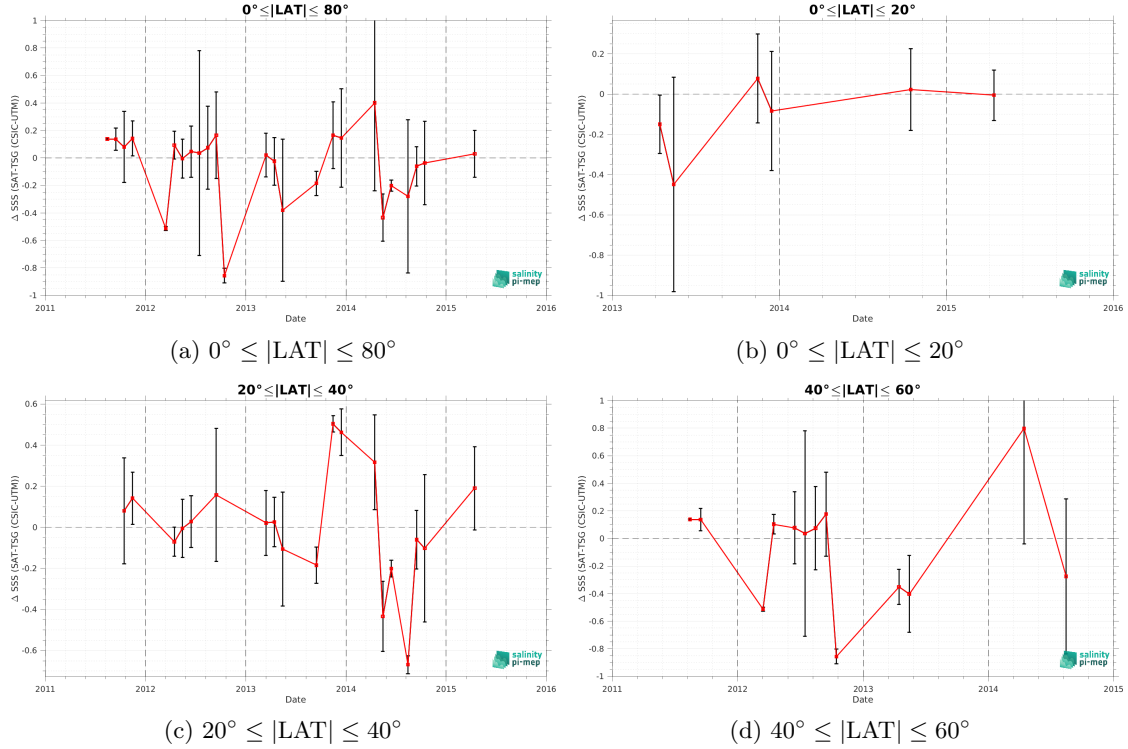 0°≤|LAT|≤ 80°
1
0.8
0.6
0.4
0.2
0
-0.2
-0.4
-0.6
-0.8
-1
Δ SSS (SAT-TSG (CSIC-UTM))
2011
2012
2013
2014
2015
2016
Date
salinity
pi-mep
(a) 0° ≤ |LAT| ≤ 80°
0°≤|LAT|≤ 20°
0.2
0
-0.2
-0.4
-0.6
-0.8
-1
Δ SSS (SAT-TSG (CSIC-UTM))
2013
2014
2015
2016
Date
salinity
pi-mep
(b) 0° ≤ |LAT| ≤ 20°
20°≤|LAT|≤ 40°
0.6
0.4
0.2
0
-0.2
-0.4
-0.6
Δ SSS (SAT-TSG (CSIC-UTM))
2011
2012
2013
2014
2015
2016
Date
salinity
pi-mep
(c) 20° ≤ |LAT| ≤ 40°
40°≤|LAT|≤ 60°
1
0.8
0.6
0.4
0.2
0
-0.2
-0.4
-0.6
-0.8
-1
Δ SSS (SAT-TSG (CSIC-UTM))
2011
2012
2013
2014
2015
Date
salinity
pi-mep
(d) 40° ≤ |LAT| ≤ 60°